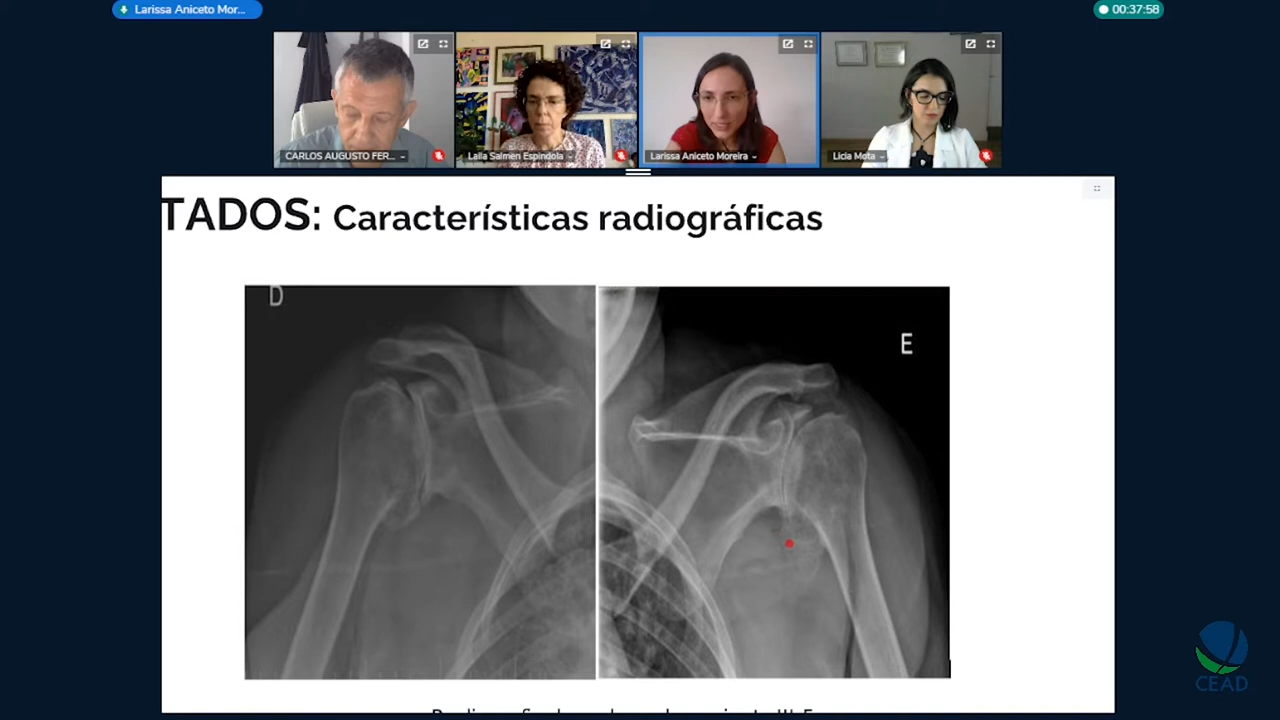 Larissa Aniceto Mor...
00:37:58
CARLOS AUGUSTO FER...
Laila Salmen Espindola
Larissa Aniceto Moreira
Licia Mota
TADOS: Características radiográficas
D
E
CEAD